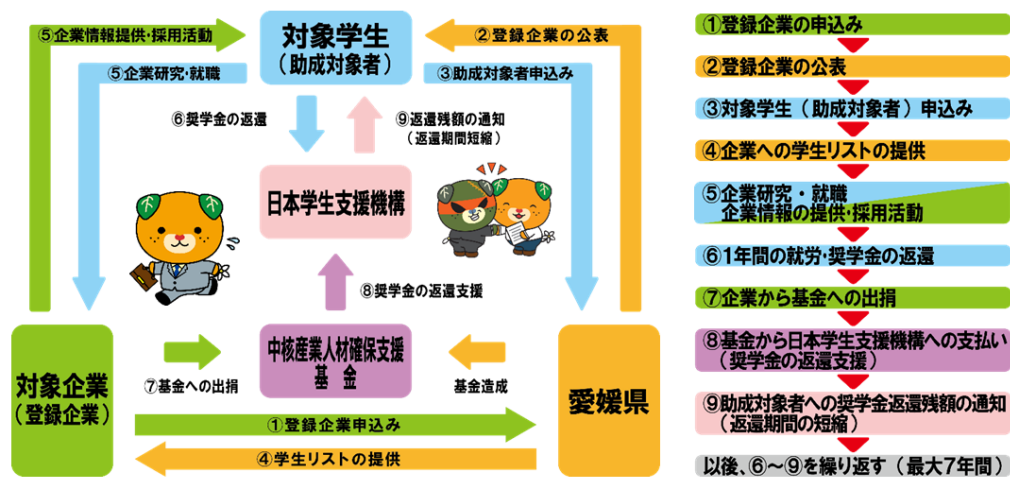 ⑤企業情報提供・採用活動
対象学生
（助成対象者）
②登録企業の公表
⑤企業研究・就職
③助成対象者申込み
⑥奨学金の返還
⑨返還残額の通知
（返還期間短縮）
日本学生支援機構
⑧奨学金の返還支援
対象企業
（登録企業）
⑦基金への出捐
中核産業人材確保支援
基金
基金造成
愛媛県
①登録企業申込み
④学生リストの提供
①登録企業の申込み
②登録企業の公表
③対象学生（助成対象者）申込み
④企業への学生リストの提供
⑤企業研究・就職
企業情報の提供・採用活動
⑥1年間の就労・奨学金の返還
⑦企業から基金への出捐
⑧基金から日本学生支援機構への支払い
（奨学金の返還支援）
⑨助成対象者への奨学金返還残額の通知
（返還期間の短縮）
以後、⑥～⑨を繰り返す（最大7年間）